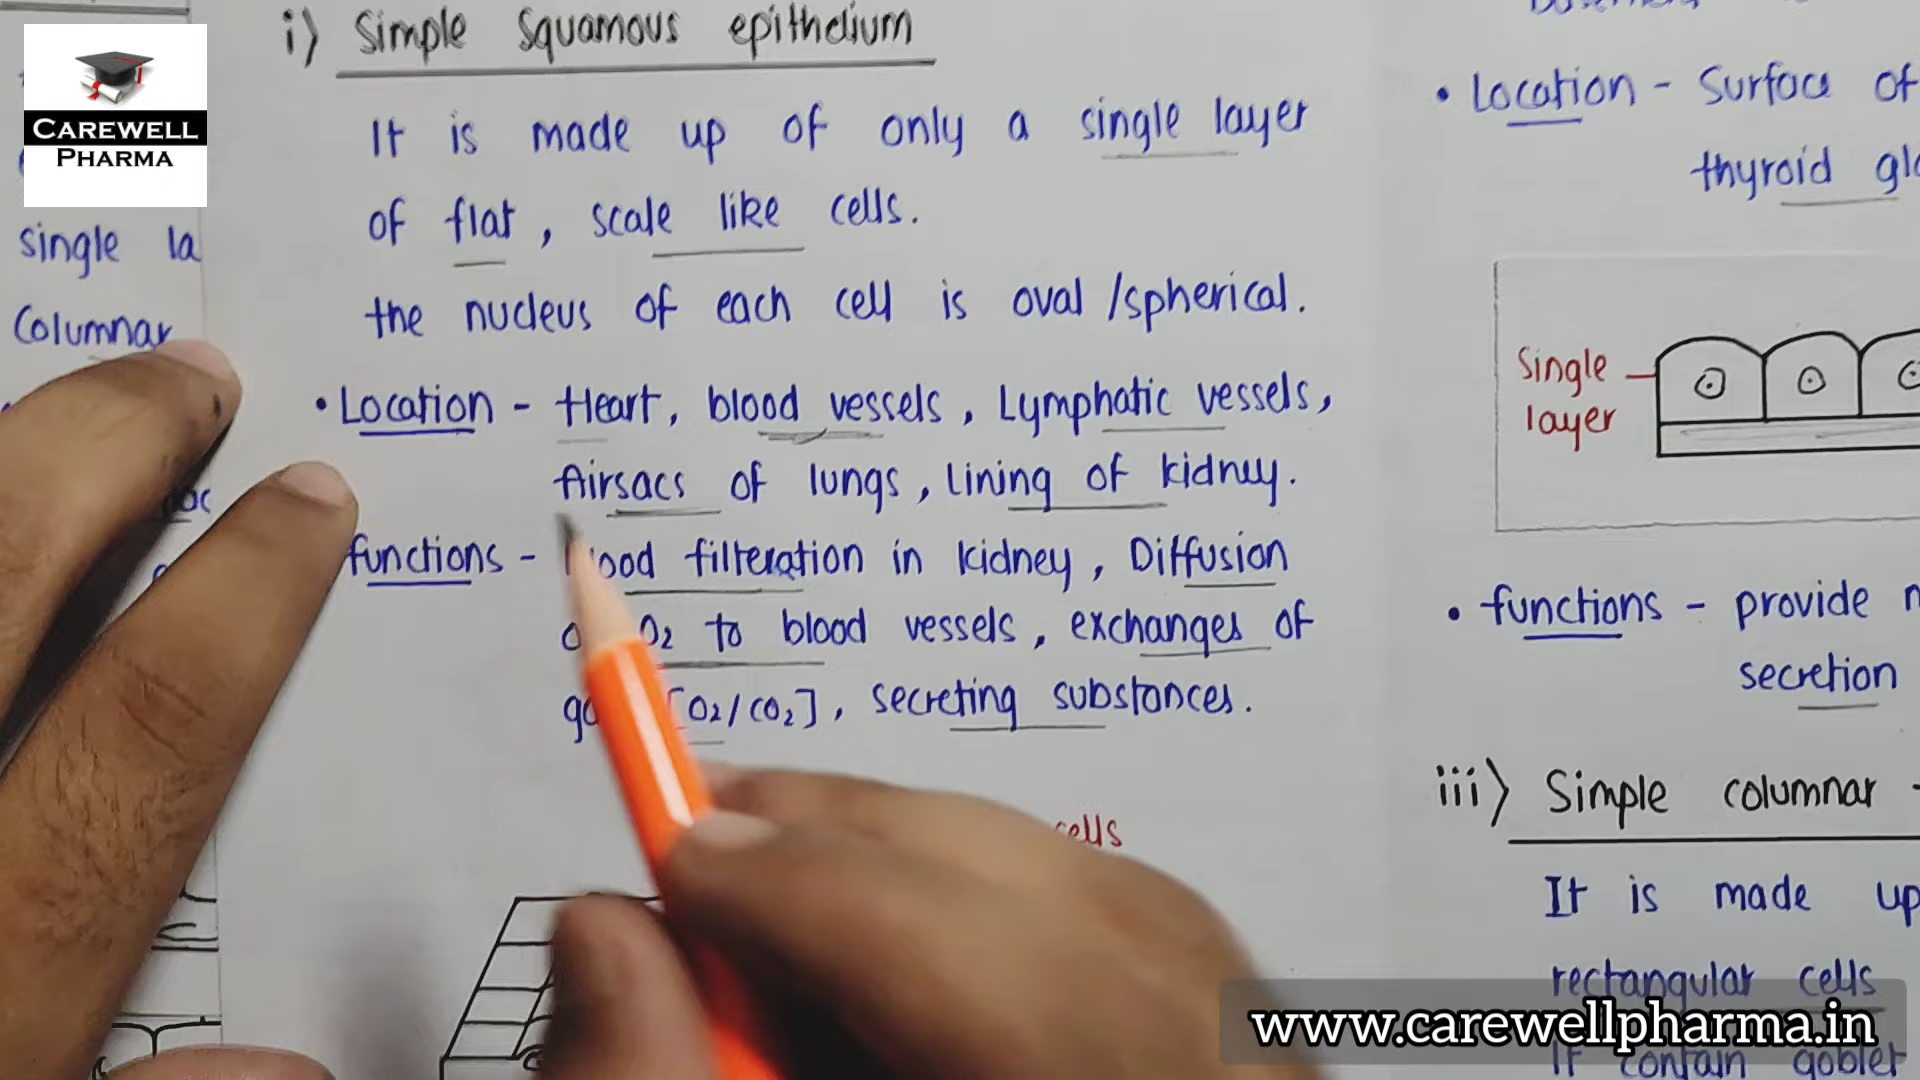 CAREWELL
PHARMA
single la
Columnar
i) Simple Squamous epithelium
It is made up of only a single layer
of flat, scale like cells.
the nucleus of each cell is oval /spherical.
• Location - Heart, blood vessels, Lymphatic vessels,
Airsacs of lungs, Lining of kidney.
functions - blood filteration in kidney, Diffusion
O2 to blood vessels, exchanges of
[O2/CO2], secreting substances.
cells
• Location - Surface of
thyroid
Single
layer
• functions - provide
secretion
iii) Simple columnar -
It is made up
rectangular cells
It contain goblet
www.carewellpharma.in